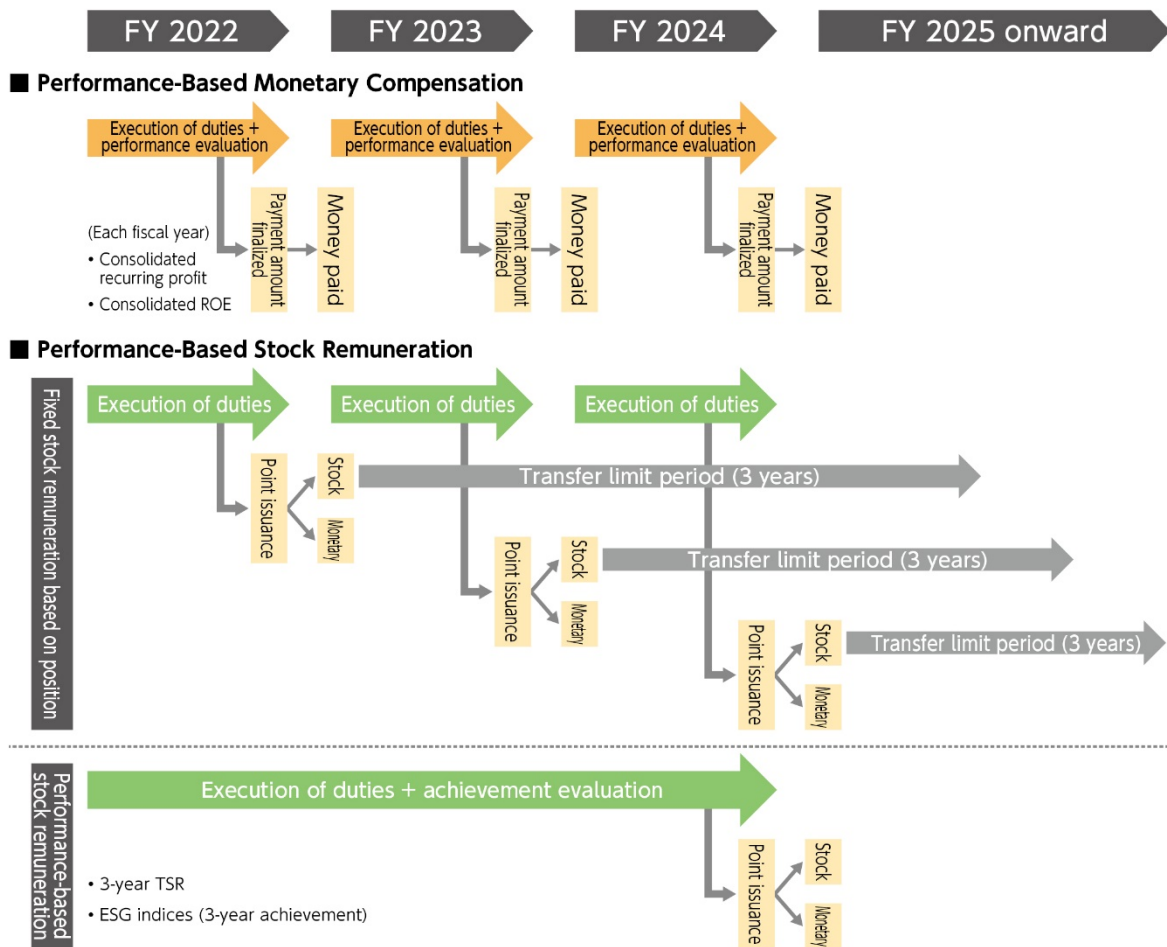 FY 2022
FY 2023
FY 2024
FY 2025 onward
■ Performance-Based Monetary Compensation
Execution of duties +
performance evaluation
Execution of duties +
performance evaluation
Execution of duties +
performance evaluation
(Each fiscal year)
• Consolidated
recurring profit
• Consolidated ROE
Payment amount
finalized
Money paid
Payment amount
finalized
Money paid
Payment amount
finalized
Money paid
■ Performance-Based Stock Remuneration
Fixed stock remuneration based on position
Execution of duties
Execution of duties
Execution of duties
Point issuance
Stock
Monetary
Transfer limit period (3 years)
Point issuance
Stock
Monetary
Transfer limit period (3 years)
Point issuance
Stock
Monetary
Transfer limit period (3 years)
Performance-based
stock remuneration
Execution of duties + achievement evaluation
• 3-year TSR
• ESG indices (3-year achievement)
Point issuance
Stock
Monetary